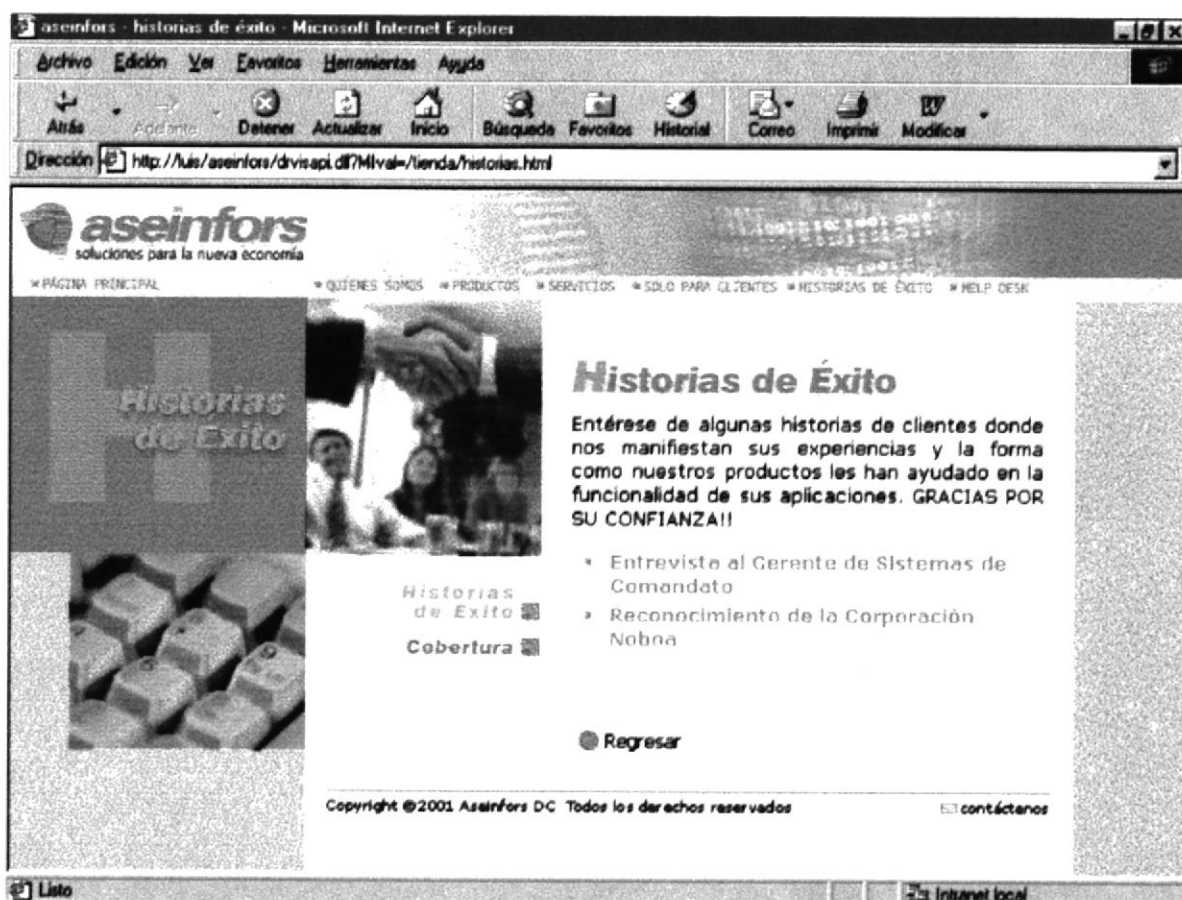 aseinfors - historias de éxito - Microsoft Internet Explorer
Archivo Edición Ver Favoritos Herramientas Ayuda
Atrás Adelante Detener Actualizar Inicio Búsqueda Favoritos Historial Correo Imprimir Modificar
Dirección http://luis/aseinfors/drvisapi.dll?MIval=/tienda/historias.html
aseinfors
soluciones para la nueva economía
PÁGINA PRINCIPAL QUIENES SOMOS PRODUCTOS SERVICIOS SOLO PARA CLIENTES HISTORIAS DE ÉXITO HELP DESK
H
Historias
de Exito
Historias de Éxito
Entérese de algunas historias de clientes donde
nos manifiestan sus experiencias y la forma
como nuestros productos les han ayudado en la
funcionalidad de sus aplicaciones. GRACIAS POR
SU CONFIANZA!!
• Entrevista al Gerente de Sistemas de
Comandato
• Reconocimiento de la Corporación
Noboa
Historias
de Exito
Cobertura
Regresar
Copyright ©2001 Aseinfors DC Todos los derechos reservados contáctenos
Listo Intranet local